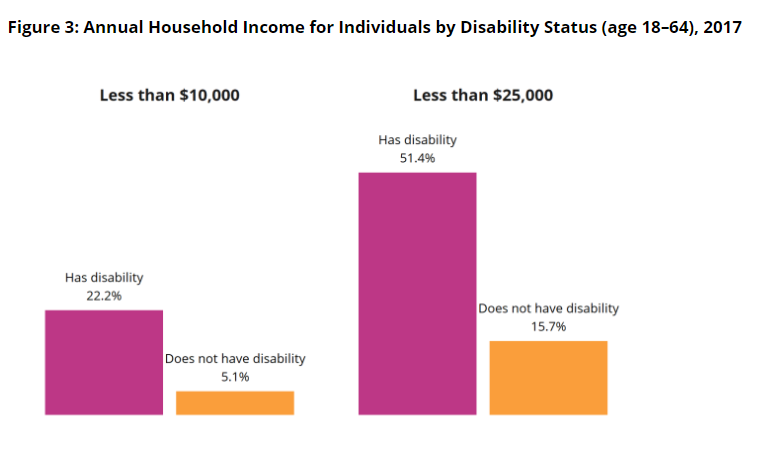 Figure 3: Annual Household Income for Individuals by Disability Status (age 18–64), 2017
Less than $10,000
Has disability
22.2%
Does not have disability
5.1%
Less than $25,000
Has disability
51.4%
Does not have disability
15.7%